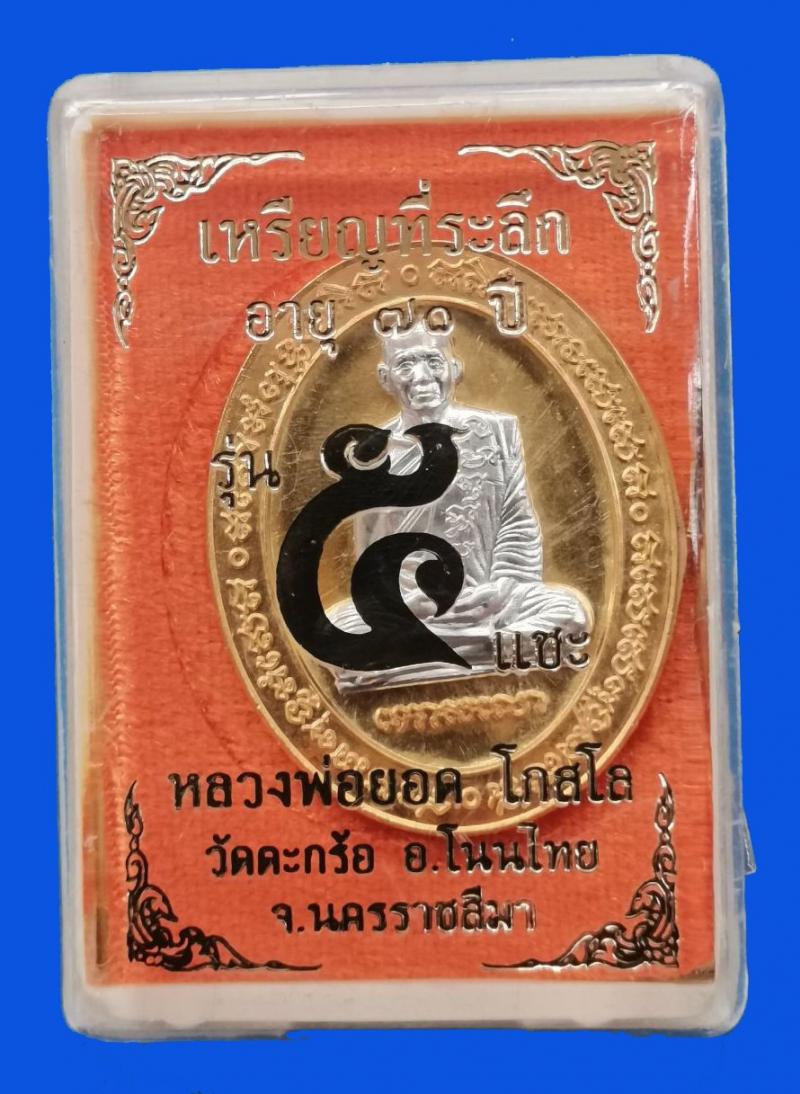 เหรียญที่ระลึก
อายุ ๗๐ ปี
รุ่น ๕ แชะ
หลวงพ่อยอด โกสโล
วัดตะกร้อ อ.โนนไทย
จ.นครราชสีมา